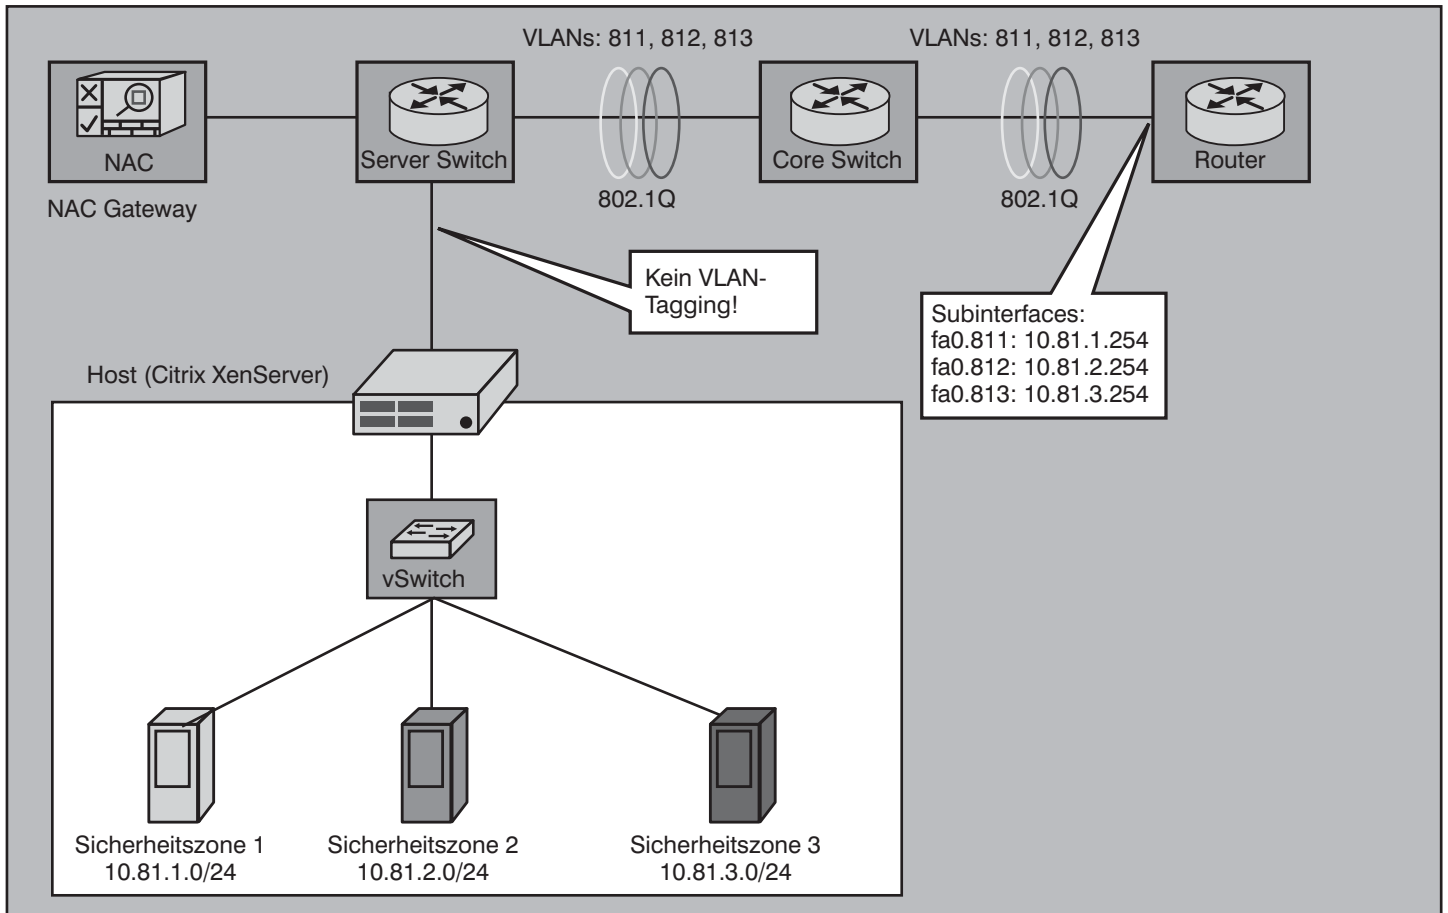 VLANs: 811, 812, 813
VLANs: 811, 812, 813
NAC
Server Switch
Core Switch
Router
NAC Gateway
802.1Q
802.1Q
Kein VLAN-
Tagging!
Subinterfaces:
fa0.811: 10.81.1.254
fa0.812: 10.81.2.254
fa0.813: 10.81.3.254
Host (Citrix XenServer)
vSwitch
Sicherheitszone 1
10.81.1.0/24
Sicherheitszone 2
10.81.2.0/24
Sicherheitszone 3
10.81.3.0/24